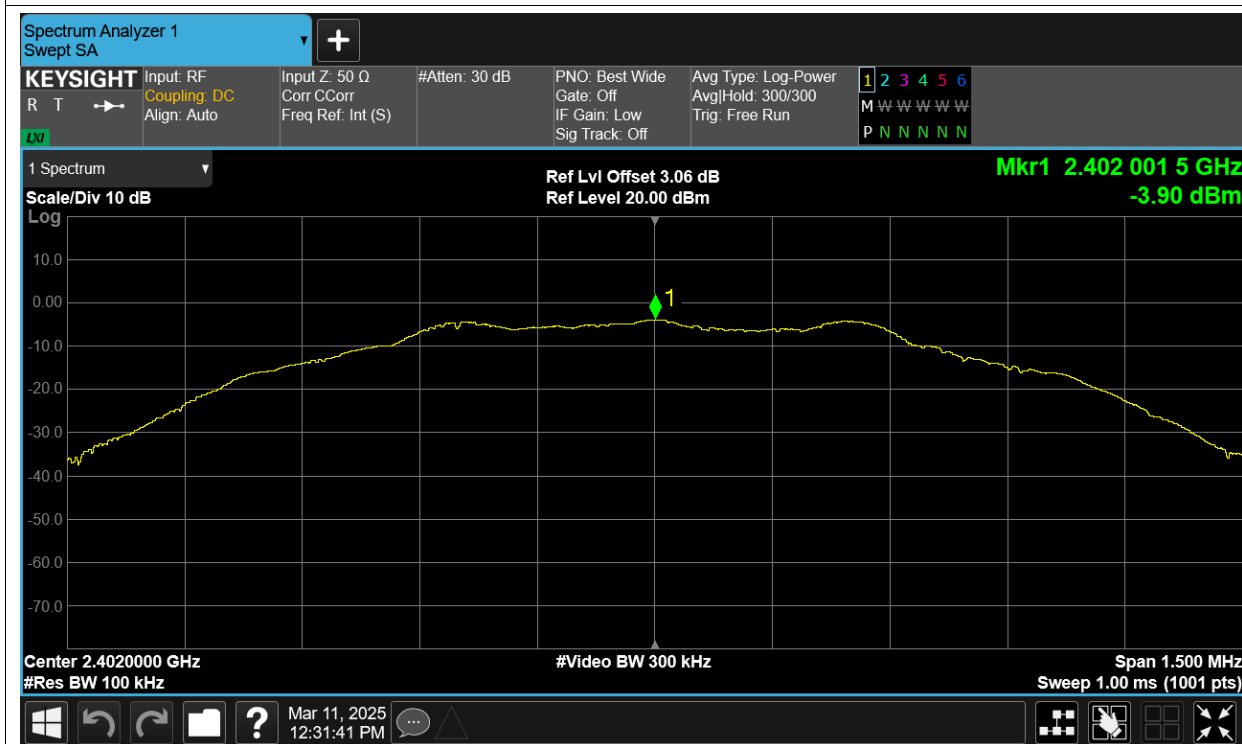 Spectrum Analyzer 1
Swept SA
KEYSIGHT
R T
LXI
Input: RF
Coupling: DC
Align: Auto
Input Z: 50 Ω
Corr CCorr
Freq Ref: Int (S)
#Atten: 30 dB
PNO: Best Wide
Gate: Off
IF Gain: Low
Sig Track: Off
Avg Type: Log-Power
Avg|Hold: 300/300
Trig: Free Run
1 2 3 4 5 6
M W W W W W
P N N N N N
1 Spectrum
Scale/Div 10 dB
Ref Lvl Offset 3.06 dB
Ref Level 20.00 dBm
Mkr1 2.402 001 5 GHz
-3.90 dBm
Log
10.0
0.00
1
-10.0
-20.0
-30.0
-40.0
-50.0
-60.0
-70.0
Center 2.4020000 GHz
#Video BW 300 kHz
Span 1.500 MHz
#Res BW 100 kHz
Sweep 1.00 ms (1001 pts)
?
Mar 11, 2025
12:31:41 PM